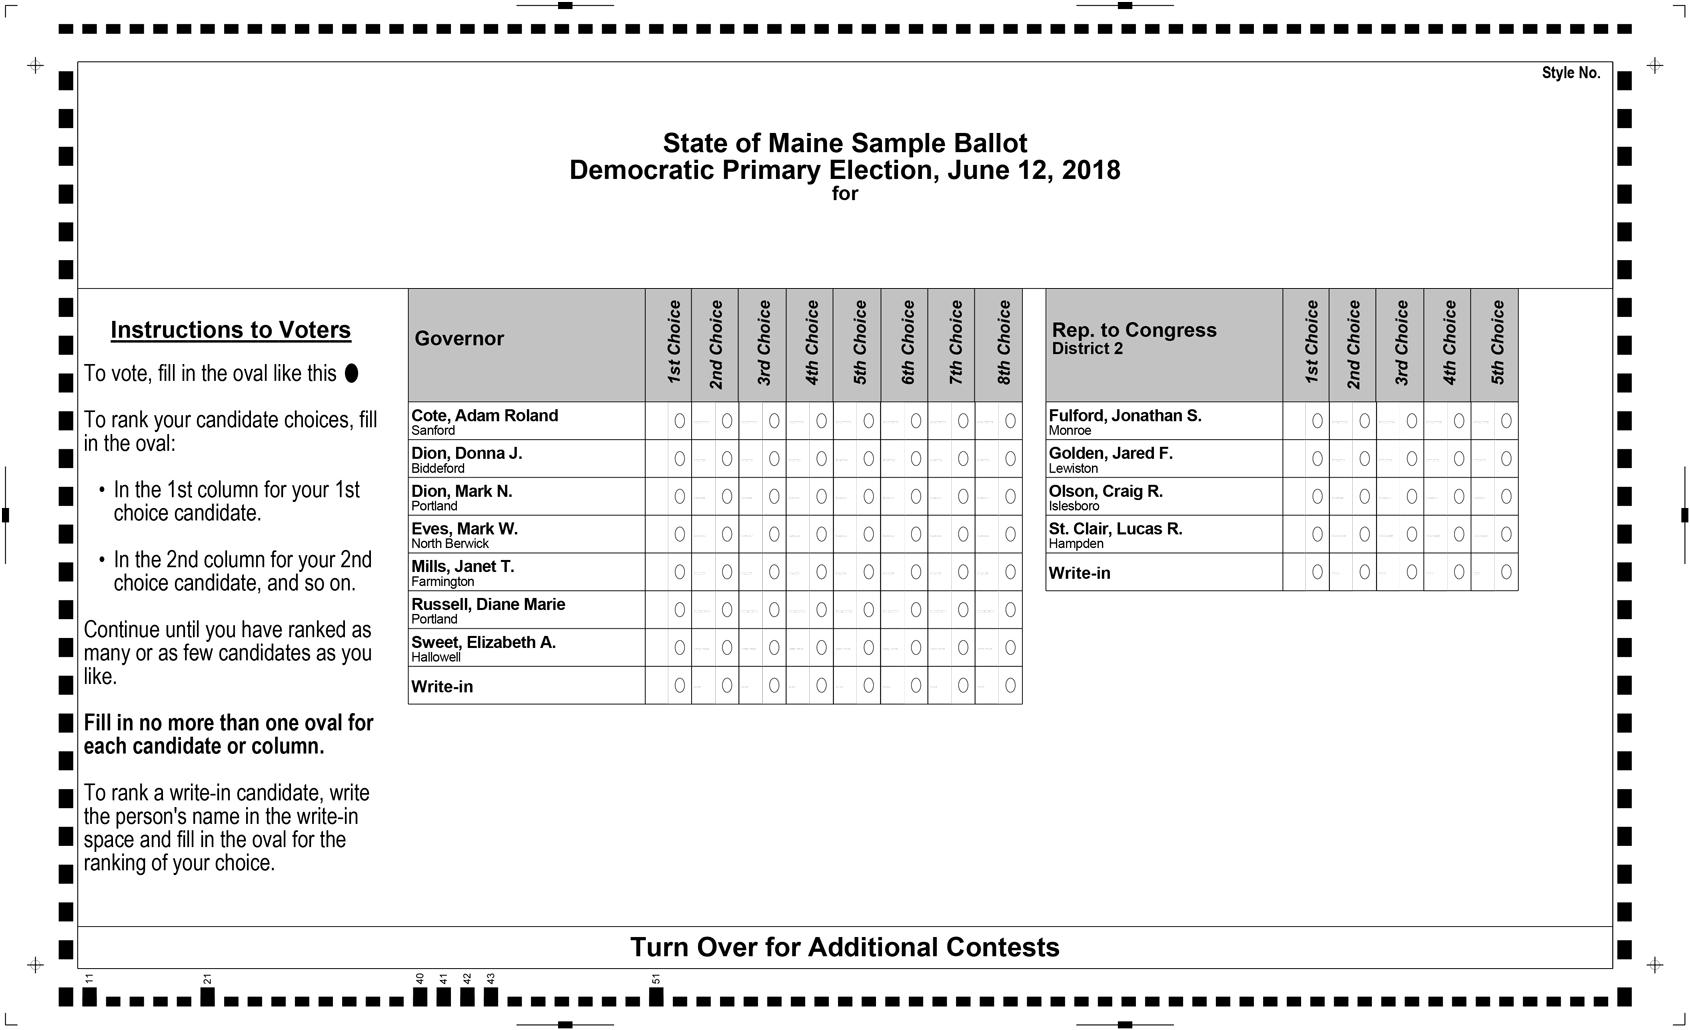 Style No.
State of Maine Sample Ballot
Democratic Primary Election, June 12, 2018
for
Instructions to Voters
To vote, fill in the oval like this
To rank your candidate choices, fill
in the oval:
• In the 1st column for your 1st
choice candidate.
• In the 2nd column for your 2nd
choice candidate, and so on.
Continue until you have ranked as
many or as few candidates as you
like.
Fill in no more than one oval for
each candidate or column.
To rank a write-in candidate, write
the person's name in the write-in
space and fill in the oval for the
ranking of your choice.
Governor
1st Choice
2nd Choice
3rd Choice
4th Choice
5th Choice
6th Choice
7th Choice
8th Choice
Cote, Adam Roland
Sanford
Dion, Donna J.
Biddeford
Dion, Mark N.
Portland
Eves, Mark W.
North Berwick
Mills, Janet T.
Farmington
Russell, Diane Marie
Portland
Sweet, Elizabeth A.
Hallowell
Write-in
Rep. to Congress
District 2
1st Choice
2nd Choice
3rd Choice
4th Choice
5th Choice
Fulford, Jonathan S.
Monroe
Golden, Jared F.
Lewiston
Olson, Craig R.
Islesboro
St. Clair, Lucas R.
Hampden
Write-in
Turn Over for Additional Contests
11
21
40
41
42
43
51